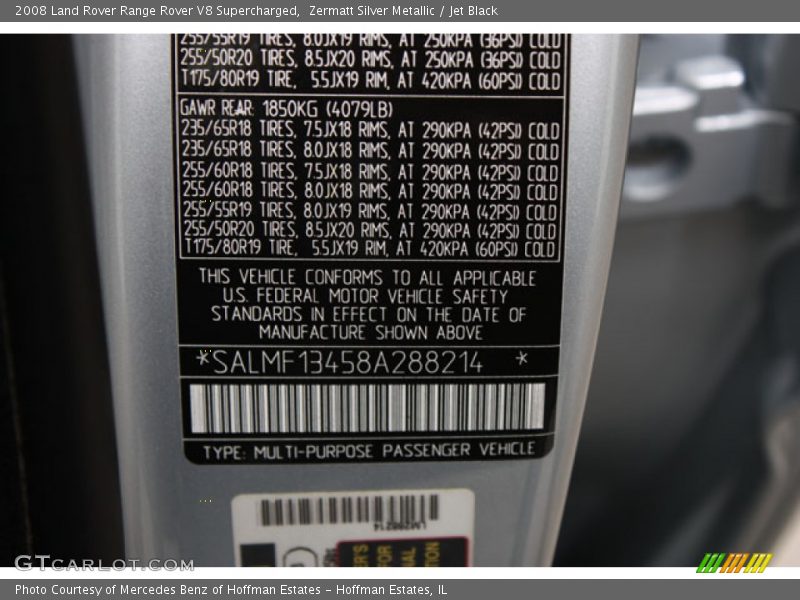 2008 Land Rover Range Rover V8 Supercharged, Zermatt Silver Metallic / Jet Black
255/55R19 TIRES, 8.0JX19 RIMS, AT 250KPA (36PSI) COLD
255/50R20 TIRES, 8.5JX20 RIMS, AT 250KPA (36PSI) COLD
T175/80R19 TIRE, 5.5JX19 RIM, AT 420KPA (60PSI) COLD
GAWR REAR: 1850KG (4079LB)
235/65R18 TIRES, 7.5JX18 RIMS, AT 290KPA (42PSI) COLD
235/65R18 TIRES, 8.0JX18 RIMS, AT 290KPA (42PSI) COLD
255/60R18 TIRES, 7.5JX18 RIMS, AT 290KPA (42PSI) COLD
255/60R18 TIRES, 8.0JX18 RIMS, AT 290KPA (42PSI) COLD
255/55R19 TIRES, 8.0JX19 RIMS, AT 290KPA (42PSI) COLD
255/50R20 TIRES, 8.5JX20 RIMS, AT 290KPA (42PSI) COLD
T175/80R19 TIRE, 5.5JX19 RIM, AT 420KPA (60PSI) COLD
THIS VEHICLE CONFORMS TO ALL APPLICABLE
U.S. FEDERAL MOTOR VEHICLE SAFETY
STANDARDS IN EFFECT ON THE DATE OF
MANUFACTURE SHOWN ABOVE
*SALMF13458A288214 *
TYPE: MULTI-PURPOSE PASSENGER VEHICLE
LM288214
GTCARLOT.COM
Photo Courtesy of Mercedes Benz of Hoffman Estates – Hoffman Estates, IL